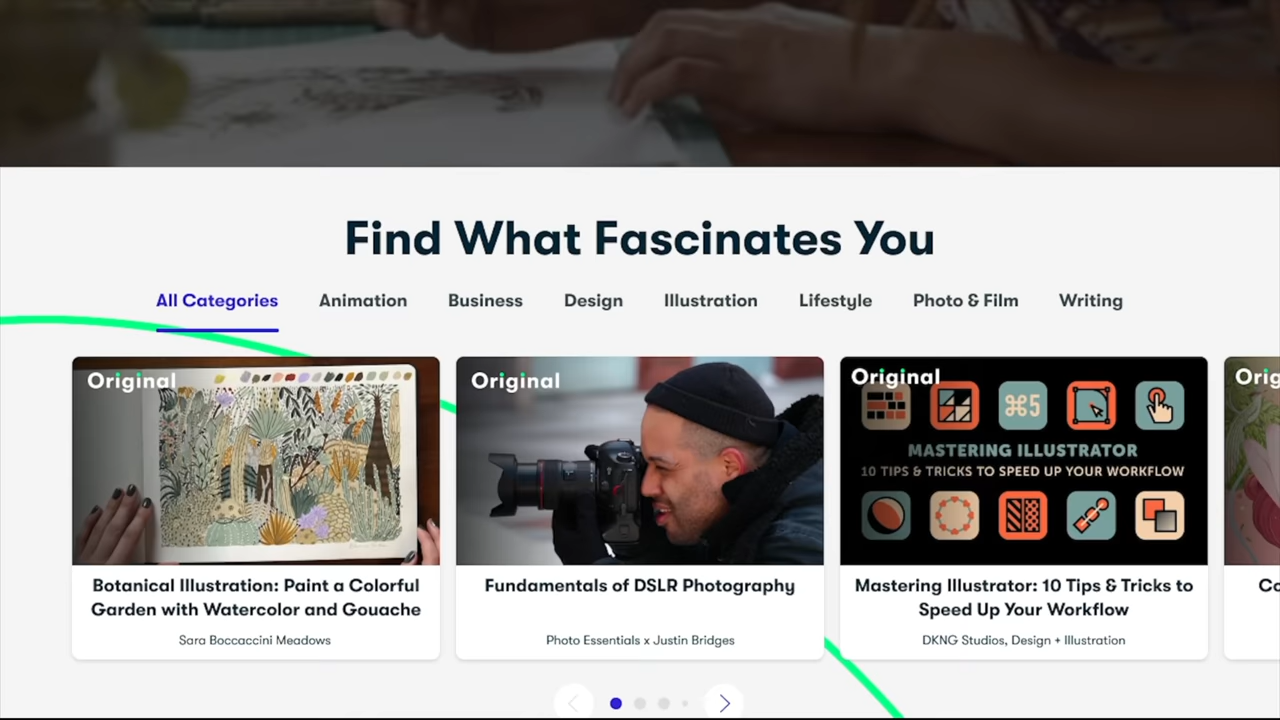 Find What Fascinates You
All Categories Animation Business Design Illustration Lifestyle Photo & Film Writing
Original
Botanical Illustration: Paint a Colorful
Garden with Watercolor and Gouache
Sara Boccaccini Meadows
Original
Fundamentals of DSLR Photography
Photo Essentials x Justin Bridges
Original
⌘5
MASTERING ILLUSTRATOR
10 TIPS & TRICKS TO SPEED UP YOUR WORKFLOW
Mastering Illustrator: 10 Tips & Tricks to
Speed Up Your Workflow
DKNG Studios, Design + Illustration
Orig
Co